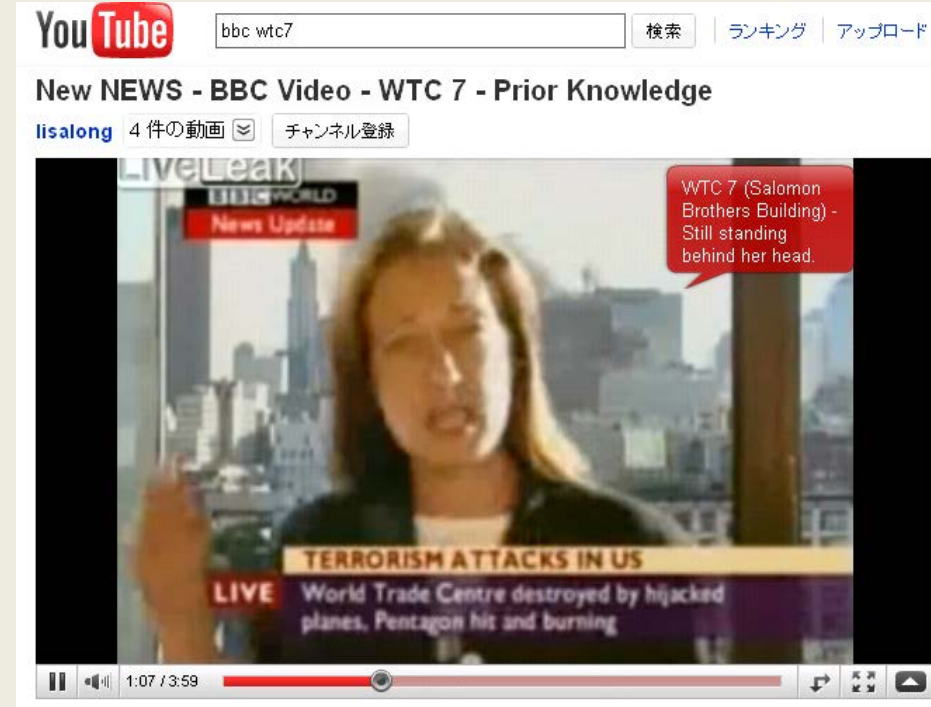 YouTube
bbc wtc7
検索
ランキング
アップロード
New NEWS - BBC Video - WTC 7 - Prior Knowledge
lisalong
4 件の動画
チャンネル登録
LiveLeak
BBC WORLD
News Update
WTC 7 (Salomon
Brothers Building) -
Still standing
behind her head.
TERRORISM ATTACKS IN US
LIVE
World Trade Centre destroyed by hijacked
planes. Pentagon hit and burning
1:07 / 3:59